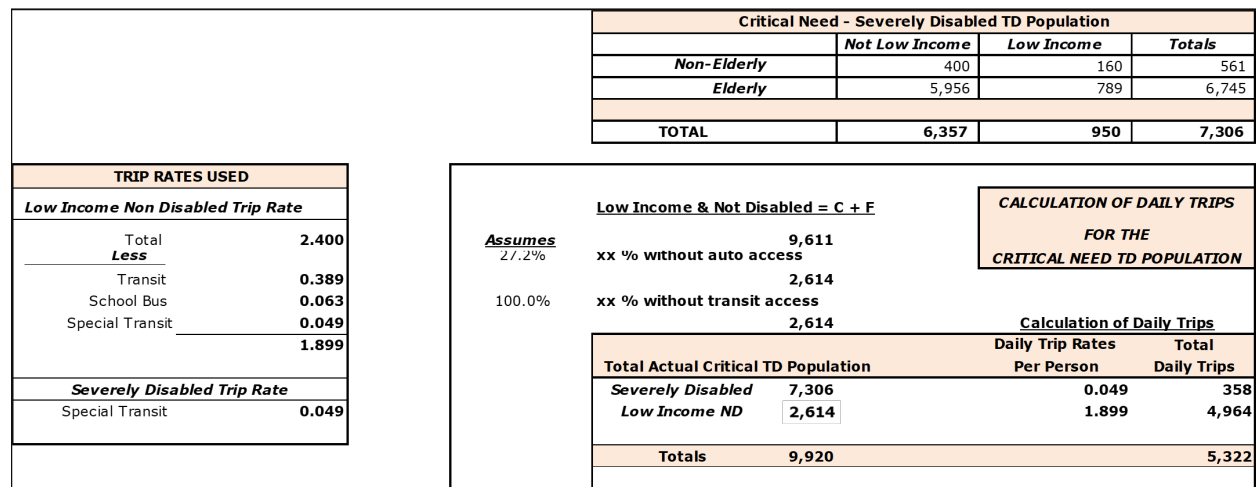 Critical Need - Severely Disabled TD Population
Not Low Income Low Income Totals
Non-Elderly 400 160 561
Elderly 5,956 789 6,745
TOTAL 6,357 950 7,306
TRIP RATES USED
Low Income Non Disabled Trip Rate
Total 2.400
Less
Transit 0.389
School Bus 0.063
Special Transit 0.049
1.899
Severely Disabled Trip Rate
Special Transit 0.049
Low Income & Not Disabled = C + F
Assumes 9,611
27.2% xx % without auto access
2,614
100.0% xx % without transit access
2,614
CALCULATION OF DAILY TRIPS
FOR THE
CRITICAL NEED TD POPULATION
Calculation of Daily Trips
Daily Trip Rates Total
Total Actual Critical TD Population Per Person Daily Trips
Severely Disabled 7,306 0.049 358
Low Income ND 2,614 1.899 4,964
Totals 9,920 5,322